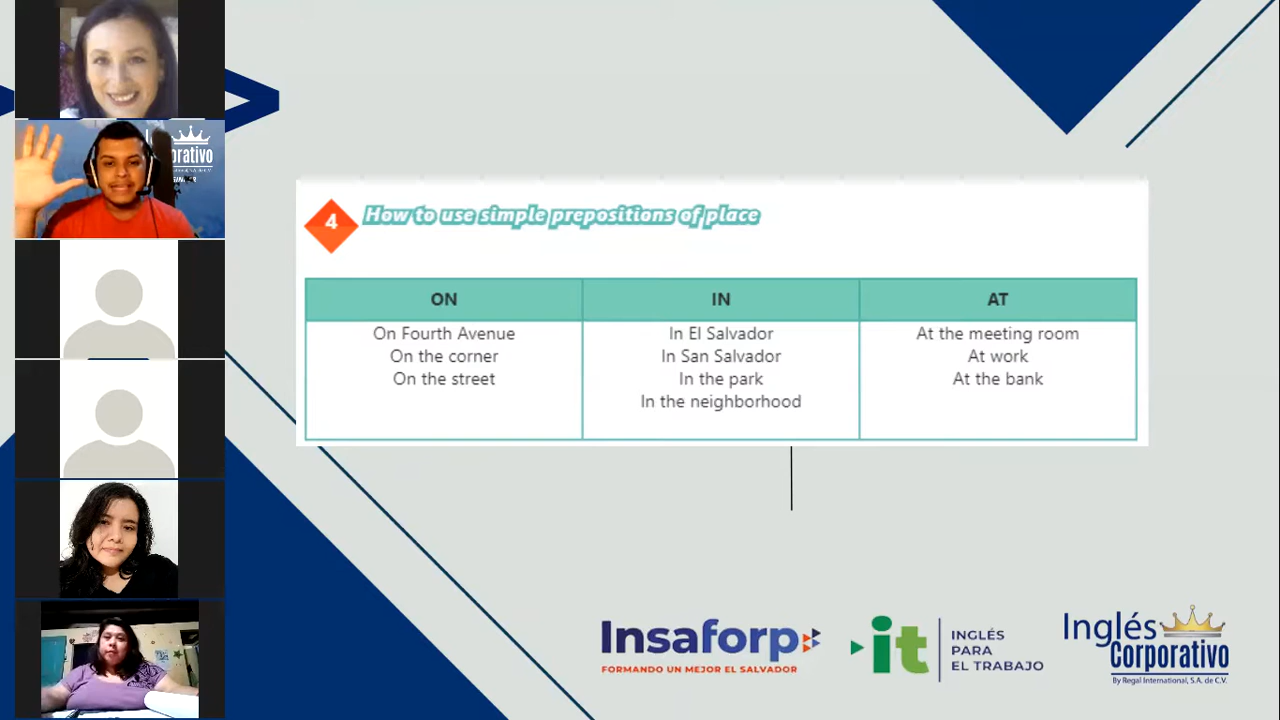 orativo
4
How to use simple prepositions of place
ON
IN
AT
On Fourth Avenue
On the corner
On the street
In El Salvador
In San Salvador
In the park
In the neighborhood
At the meeting room
At work
At the bank
Insaforp
FORMANDO UN MEJOR EL SALVADOR
it
INGLÉS
PARA
EL TRABAJO
Inglés
Corporativo
By Regal International, S.A. de C.V.